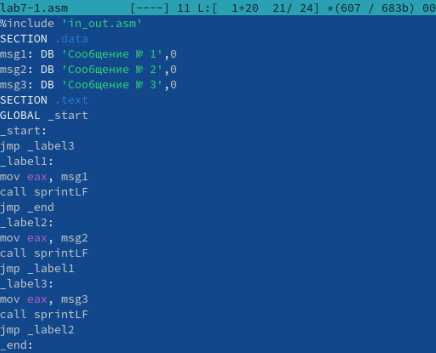 lab7-1.asm [----] 11 L:[ 1+20 21/ 24] *(607 / 683b) 00
%include 'in_out.asm'
SECTION .data
msg1: DB 'Сообщение № 1',0
msg2: DB 'Сообщение № 2',0
msg3: DB 'Сообщение № 3',0
SECTION .text
GLOBAL _start
_start:
jmp _label3
_label1:
mov eax, msg1
call sprintLF
jmp _end
_label2:
mov eax, msg2
call sprintLF
jmp _label1
_label3:
mov eax, msg3
call sprintLF
jmp _label2
_end: